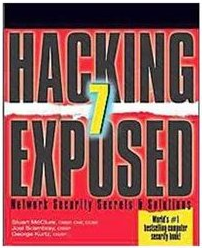 HACKING
7
EXPOSED
Network Security Secrets & Solutions
Stuart McClure,
Joel Scambray,
George Kurtz,
World's #1
bestselling computer
security book!